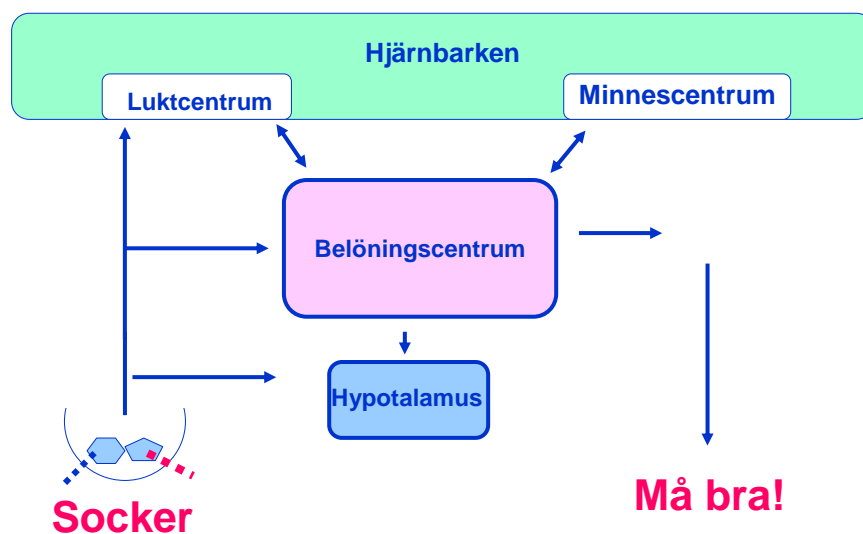 Hjärnbarken
Luktcentrum
Minnescentrum
Belöningscentrum
Hypotalamus
Socker
Må bra!